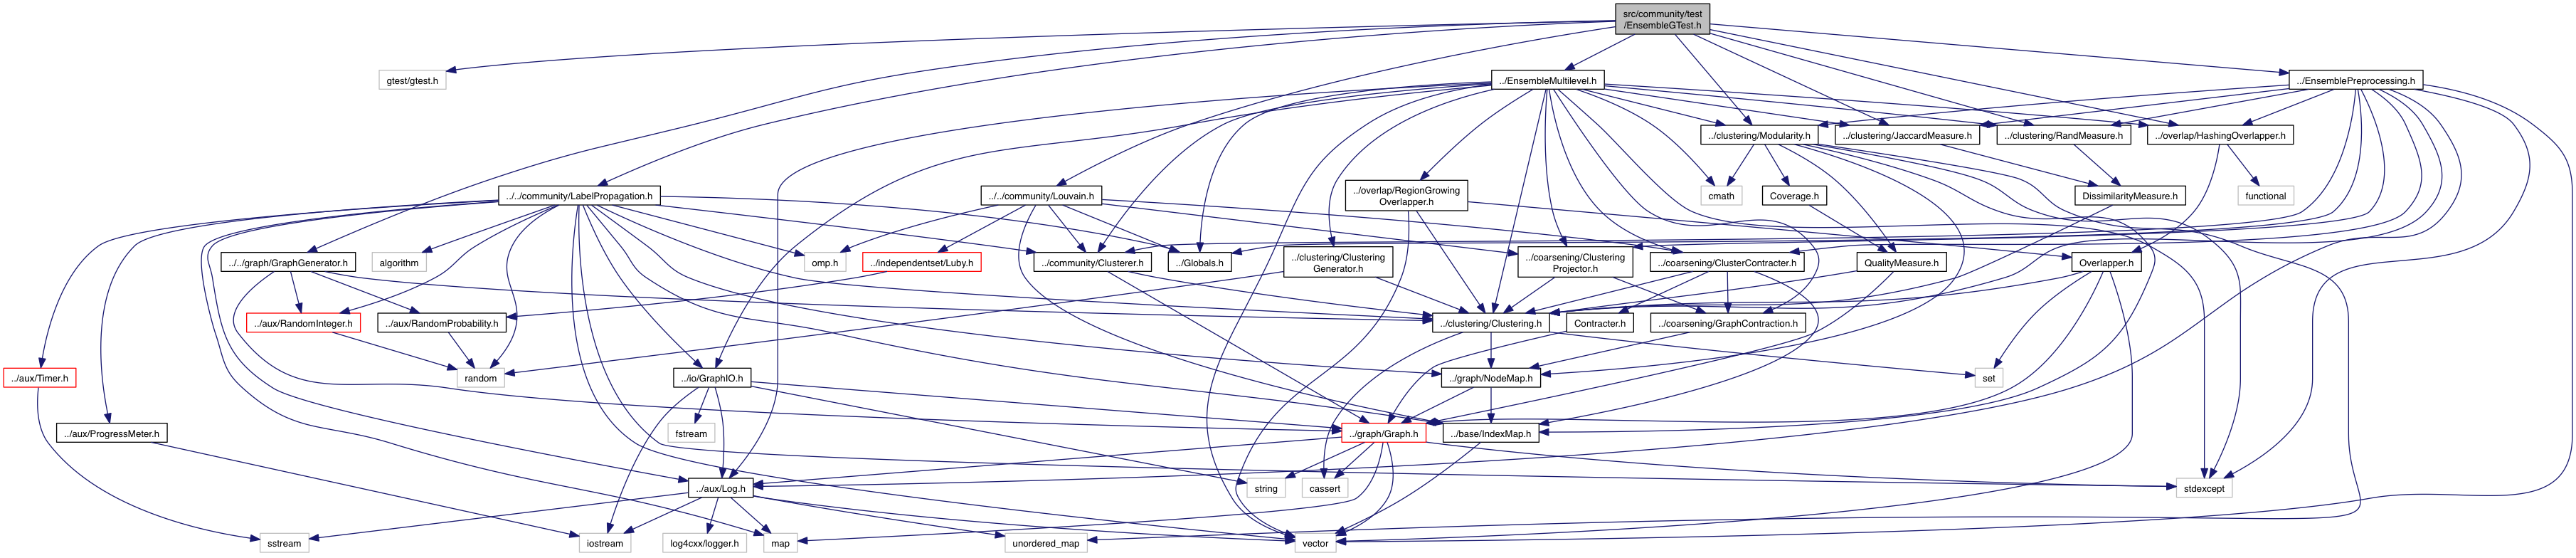 src/community/test
/EnsembleGTest.h
gtest/gtest.h
../EnsembleMultilevel.h
../EnsemblePreprocessing.h
../clustering/Modularity.h
../clustering/JaccardMeasure.h
../clustering/RandMeasure.h
../overlap/HashingOverlapper.h
../../community/LabelPropagation.h
../../community/Louvain.h
../overlap/RegionGrowing
Overlapper.h
cmath
Coverage.h
DissimilarityMeasure.h
functional
../../graph/GraphGenerator.h
algorithm
omp.h
../independentset/Luby.h
../community/Clusterer.h
../Globals.h
../clustering/Clustering
Generator.h
../coarsening/Clustering
Projector.h
../coarsening/ClusterContracter.h
QualityMeasure.h
Overlapper.h
../aux/RandomInteger.h
../aux/RandomProbability.h
../clustering/Clustering.h
Contracter.h
../coarsening/GraphContraction.h
../aux/Timer.h
random
../io/GraphIO.h
../graph/NodeMap.h
set
../aux/ProgressMeter.h
fstream
../graph/Graph.h
../base/IndexMap.h
../aux/Log.h
string
cassert
stdexcept
sstream
iostream
log4cxx/logger.h
map
unordered_map
vector